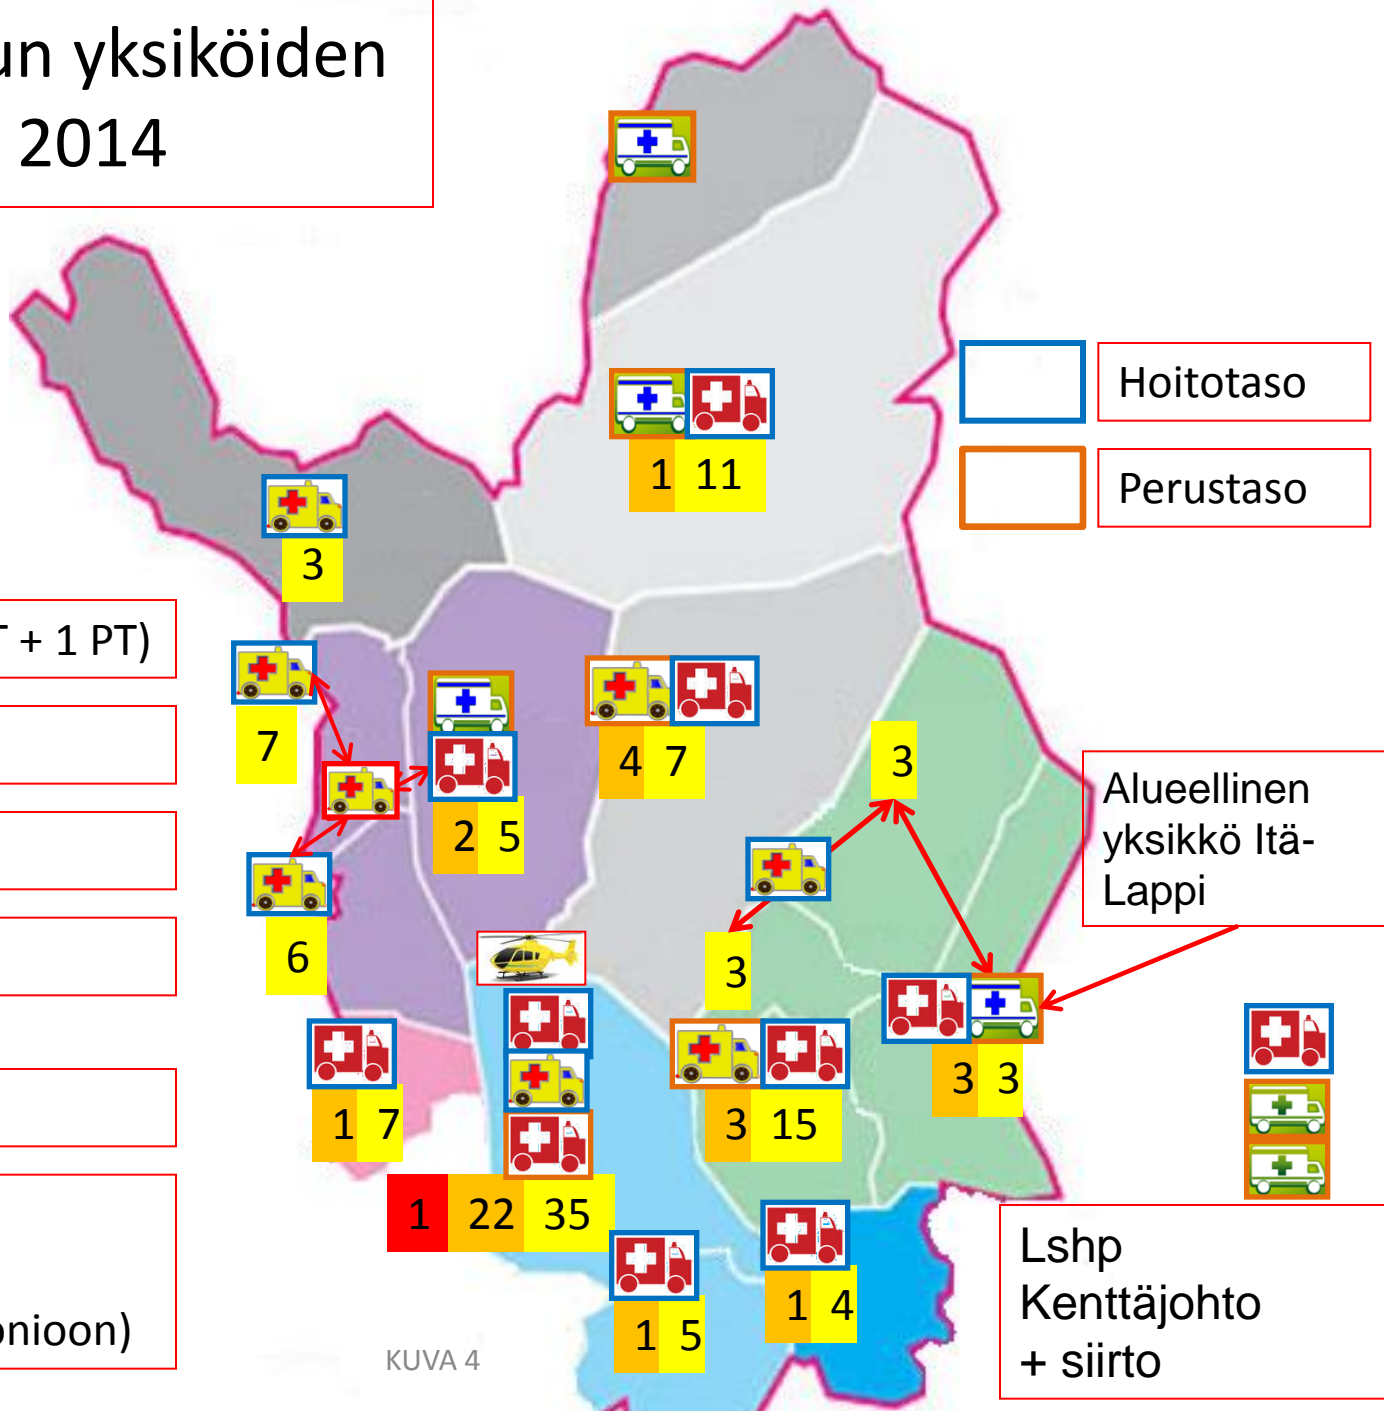 un yksiköiden
2014
Hoitotaso
1 11
Perustaso
3
T + 1 PT)
7
4 7
3
Alueellinen
yksikkö Itä-
Lappi
2 5
6
3
3 3
1 7
3 15
1 22 35
Lshp
Kenttäjohto
+ siirto
1 4
1 5
onioon)
KUVA 4